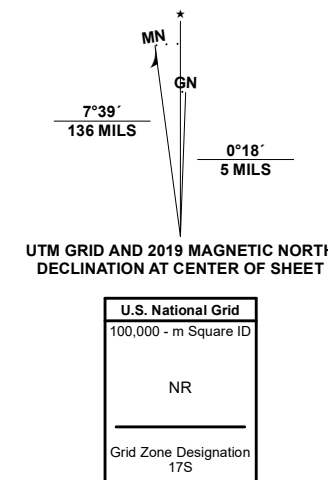 ★
MN
GN
7°39´
136 MILS
0°18´
5 MILS
UTM GRID AND 2019 MAGNETIC NORTH
DECLINATION AT CENTER OF SHEET
U.S. National Grid
100,000 - m Square ID
NR
Grid Zone Designation
17S